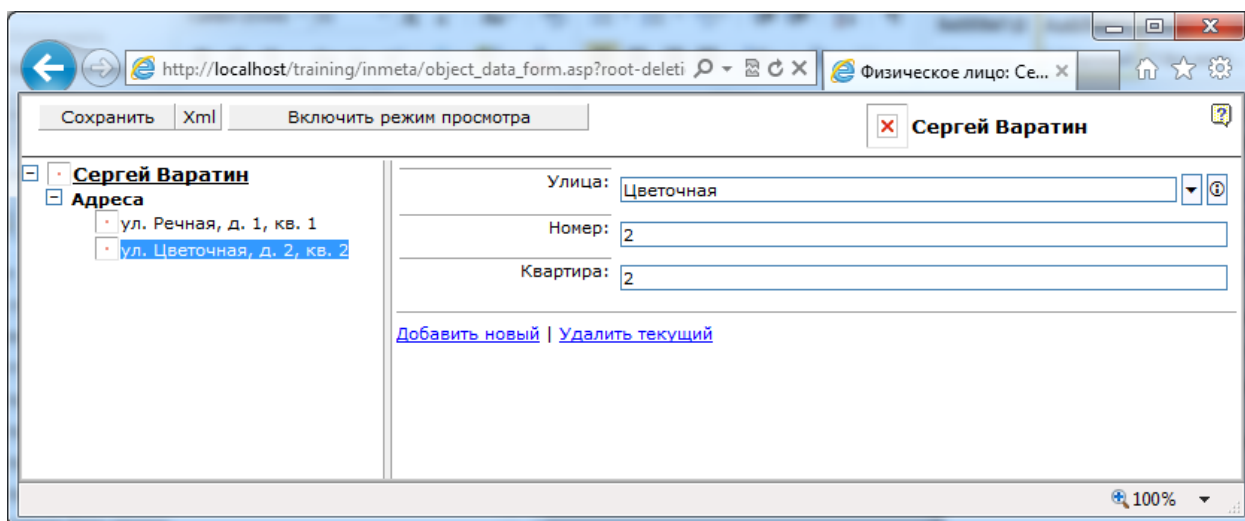 http://localhost/training/inmeta/object_data_form.asp?root-deleti
Физическое лицо: Се...
Сохранить Xml Включить режим просмотра
Сергей Варатин
Сергей Варатин
Адреса
ул. Речная, д. 1, кв. 1
ул. Цветочная, д. 2, кв. 2
Улица: Цветочная
Номер: 2
Квартира: 2
Добавить новый | Удалить текущий
100%